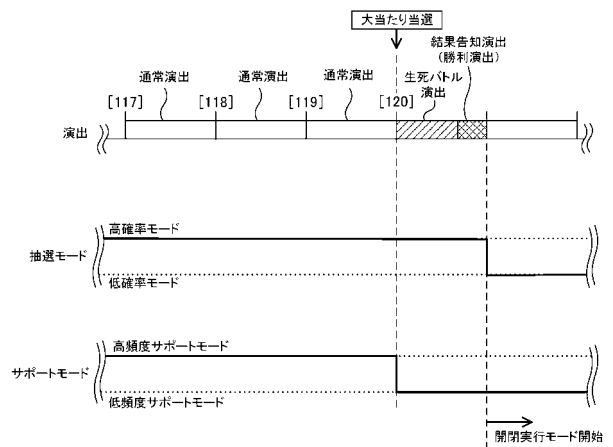 大当たり当選
結果告知演出
(勝利演出)
通常演出
通常演出
通常演出
生死バトル
演出
[117]
[118]
[119]
[120]
演出
高確率モード
抽選モード
低確率モード
高頻度サポートモード
サポートモード
低頻度サポートモード
開閉実行モード開始